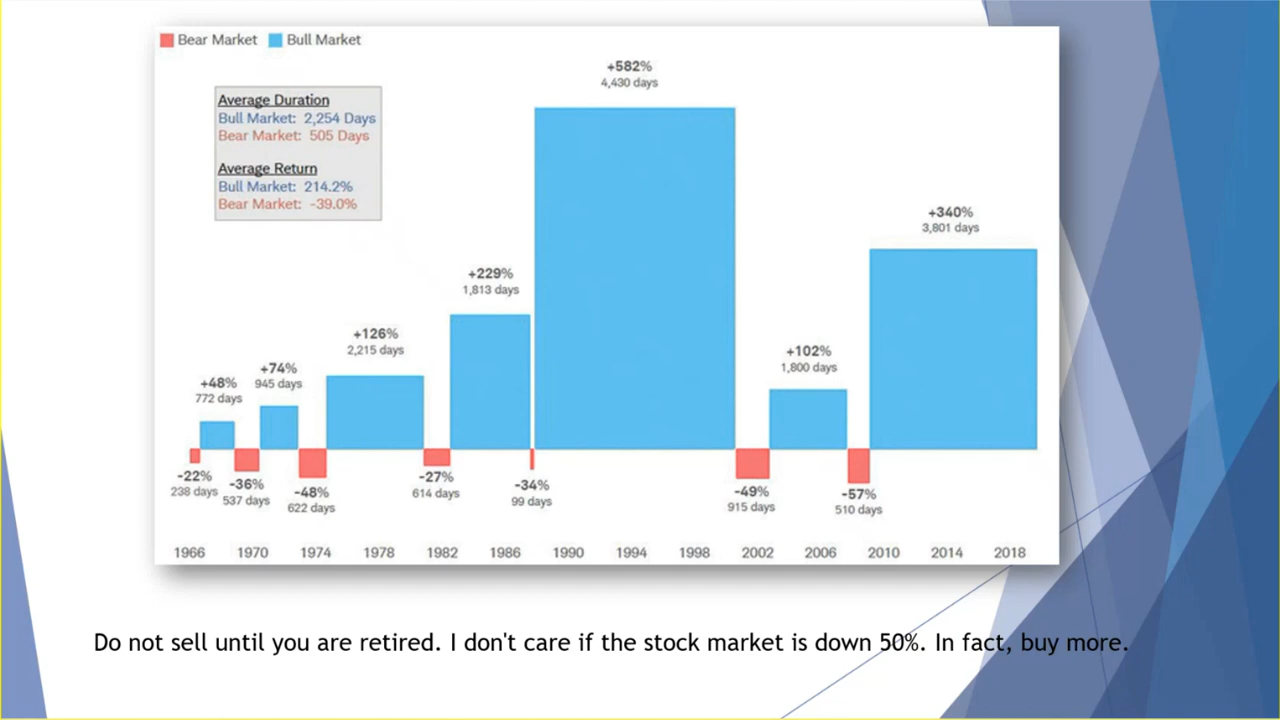 Bear Market Bull Market
Average Duration
Bull Market: 2,254 Days
Bear Market: 505 Days
Average Return
Bull Market: 214.2%
Bear Market: -39.0%
+48%
772 days
+74%
945 days
+126%
2,215 days
+229%
1,813 days
+582%
4,430 days
+102%
1,800 days
+340%
3,801 days
-22%
238 days
-36%
537 days
-48%
622 days
-27%
614 days
-34%
99 days
-49%
915 days
-57%
510 days
1966 1970 1974 1978 1982 1986 1990 1994 1998 2002 2006 2010 2014 2018
Do not sell until you are retired. I don't care if the stock market is down 50%. In fact, buy more.